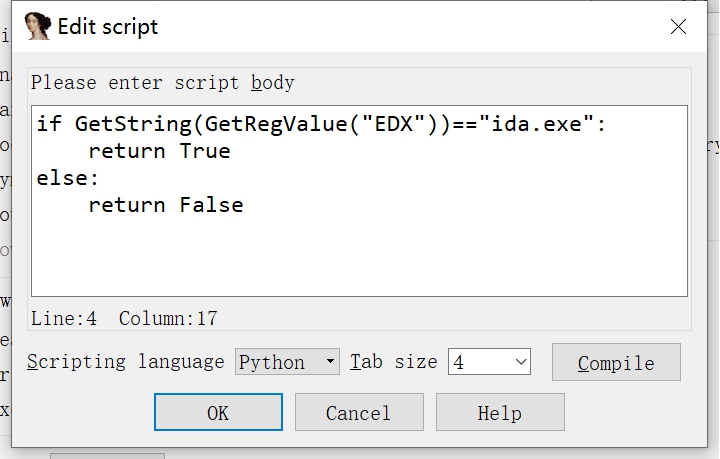 Edit script
Please enter script body
if GetString(GetRegValue("EDX"))=="ida.exe":
    return True
else:
    return False
Line:4  Column:17
Scripting language Python Tab size 4 Compile
OK Cancel Help